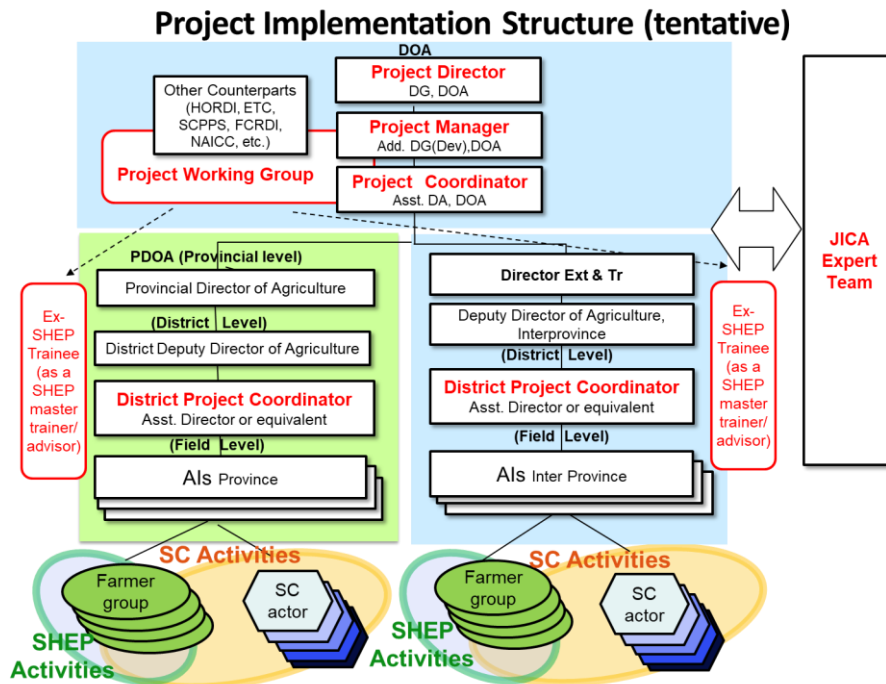 Project Implementation Structure (tentative)
DOA
Project Director
DG, DOA
Other Counterparts
(HORDI, ETC,
SCPPS, FCRDI,
NAICC, etc.)
Project Manager
Add. DG(Dev),DOA
Project Working Group
Project Coordinator
Asst. DA, DOA
JICA
Expert
Team
PDOA (Provincial level)
Provincial Director of Agriculture
(District Level)
District Deputy Director of Agriculture
District Project Coordinator
Asst. Director or equivalent
(Field Level)
AIs Province
Ex-
SHEP
Trainee
(as a
SHEP
master
trainer/
advisor)
Director Ext & Tr
Deputy Director of Agriculture,
Interprovince
(District Level)
District Project Coordinator
Asst. Director or equivalent
(Field Level)
AIs Inter Province
Ex-
SHEP
Trainee
(as a
SHEP
master
trainer/
advisor)
SC Activities
Farmer
group
SC
actor
SHEP
Activities
SC Activities
Farmer
group
SC
actor
SHEP
Activities